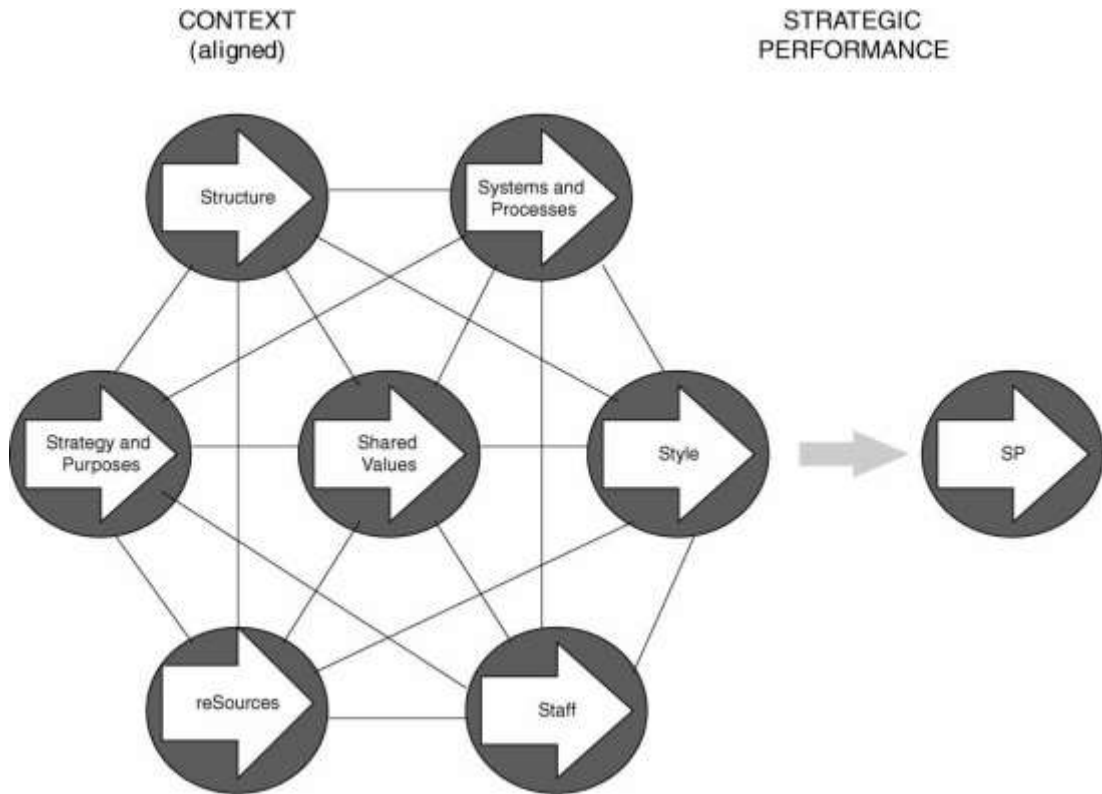 CONTEXT
(aligned)
STRATEGIC
PERFORMANCE
Structure
Systems and
Processes
Strategy and
Purposes
Shared
Values
Style
SP
reSources
Staff